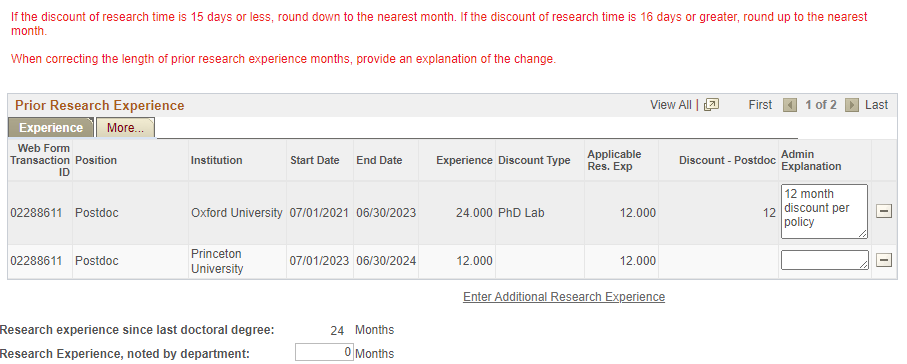 If the discount of research time is 15 days or less, round down to the nearest month. If the discount of research time is 16 days or greater, round up to the nearest
month.
When correcting the length of prior research experience months, provide an explanation of the change.
Prior Research Experience View All | First 1 of 2 Last
Experience More...
Web Form Transaction ID Position Institution Start Date End Date Experience Discount Type Applicable Res. Exp Discount - Postdoc Admin Explanation
02288611 Postdoc Oxford University 07/01/2021 06/30/2023 24.000 PhD Lab 12.000 12 12 month discount per policy
02288611 Postdoc Princeton University 07/01/2023 06/30/2024 12.000 12.000
Enter Additional Research Experience
Research experience since last doctoral degree: 24 Months
Research Experience, noted by department: 0 Months